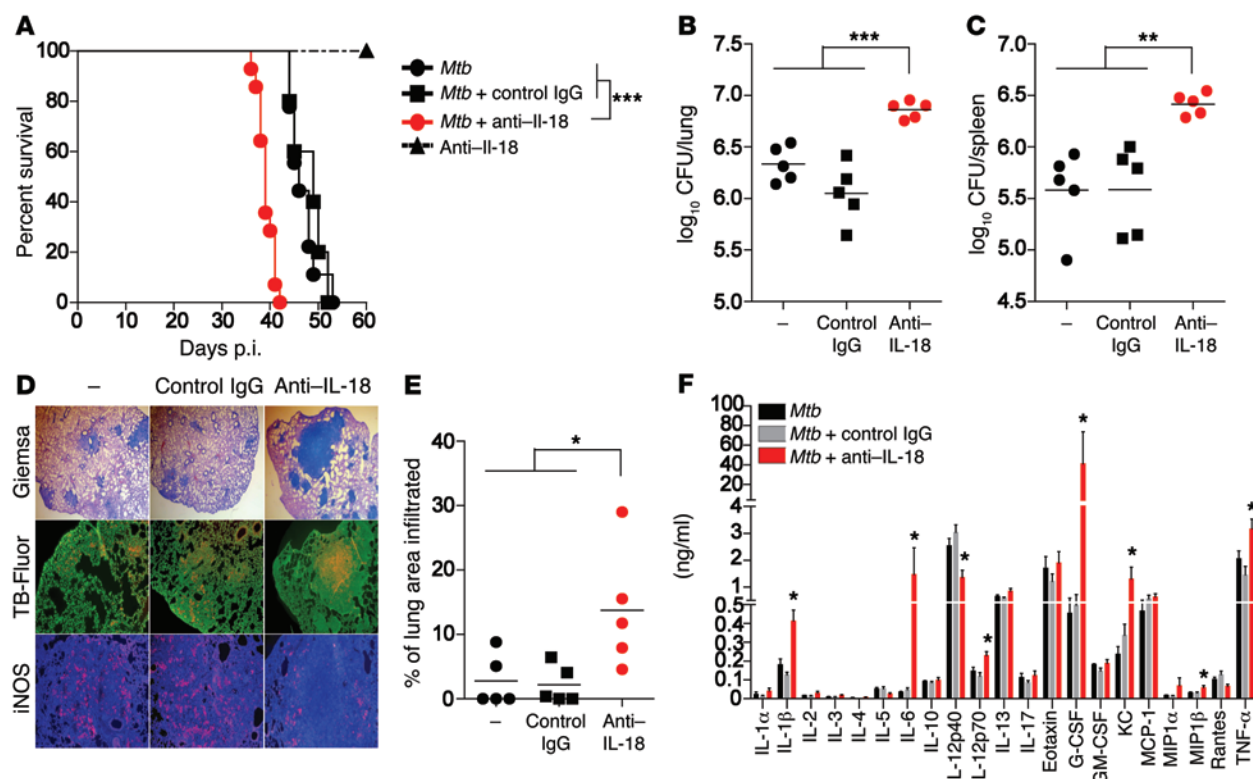 A
Percent survival
100
80
60
40
20
0
0 10 20 30 40 50 60
Days p.i.
Mtb
Mtb + control IgG
Mtb + anti–Il-18
Anti–Il-18
***
B
log10 CFU/lung
7.5
7.0
6.5
6.0
5.5
5.0
***
–
Control
IgG
Anti–
IL-18
C
log10 CFU/spleen
7.0
6.5
6.0
5.5
5.0
4.5
**
–
Control
IgG
Anti–
IL-18
D
– Control IgG Anti–IL-18
Giemsa
TB-Fluor
iNOS
E
% of lung area infiltrated
40
30
20
10
0
*
–
Control
IgG
Anti–
IL-18
F
(ng/ml)
100
80
60
40
20
4
3
2
1
0.5
0.4
0.3
0.2
0.1
0
Mtb
Mtb + control IgG
Mtb + anti–IL-18
* * * * * * * *
IL-1α
IL-1β
IL-2
IL-3
IL-4
IL-5
IL-6
IL-10
L-12p40
L-12p70
IL-13
IL-17
Eotaxin
G-CSF
GM-CSF
KC
MCP-1
MIP1α
MIP1β
Rantes
TNF-α